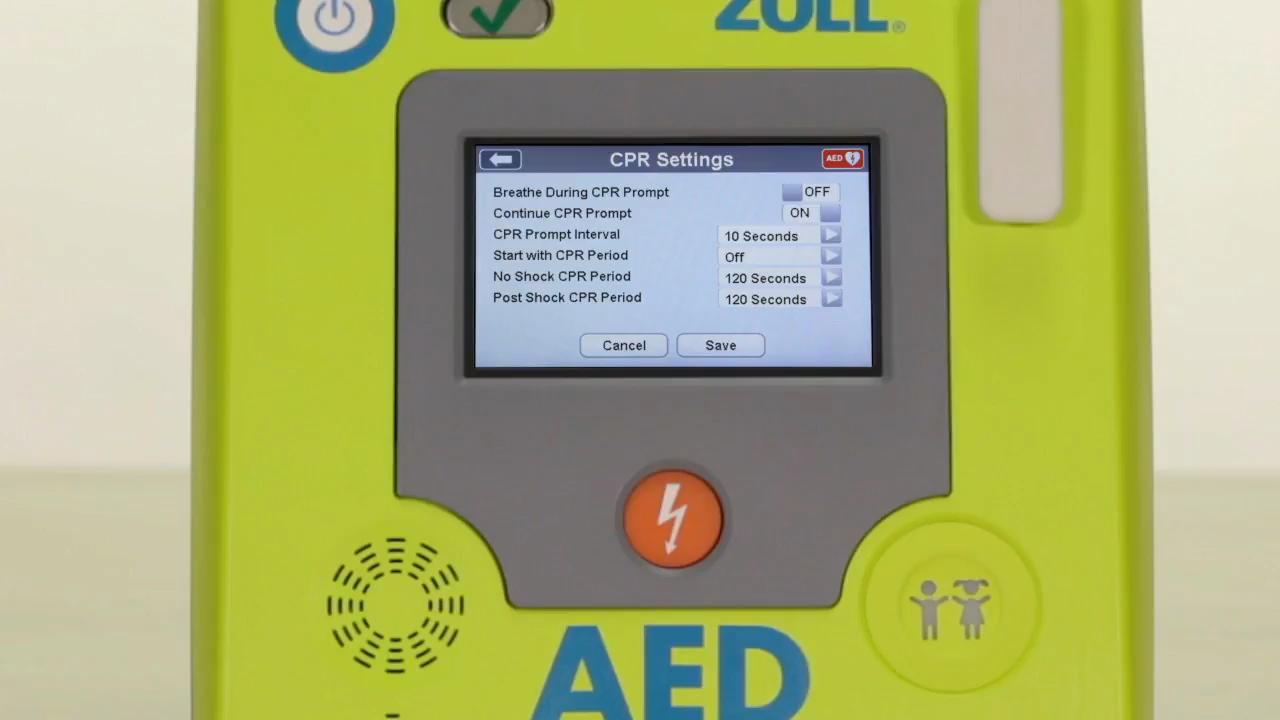 ZOLL®
CPR Settings
AED
Breathe During CPR Prompt OFF
Continue CPR Prompt ON
CPR Prompt Interval 10 Seconds
Start with CPR Period Off
No Shock CPR Period 120 Seconds
Post Shock CPR Period 120 Seconds
Cancel Save
AED